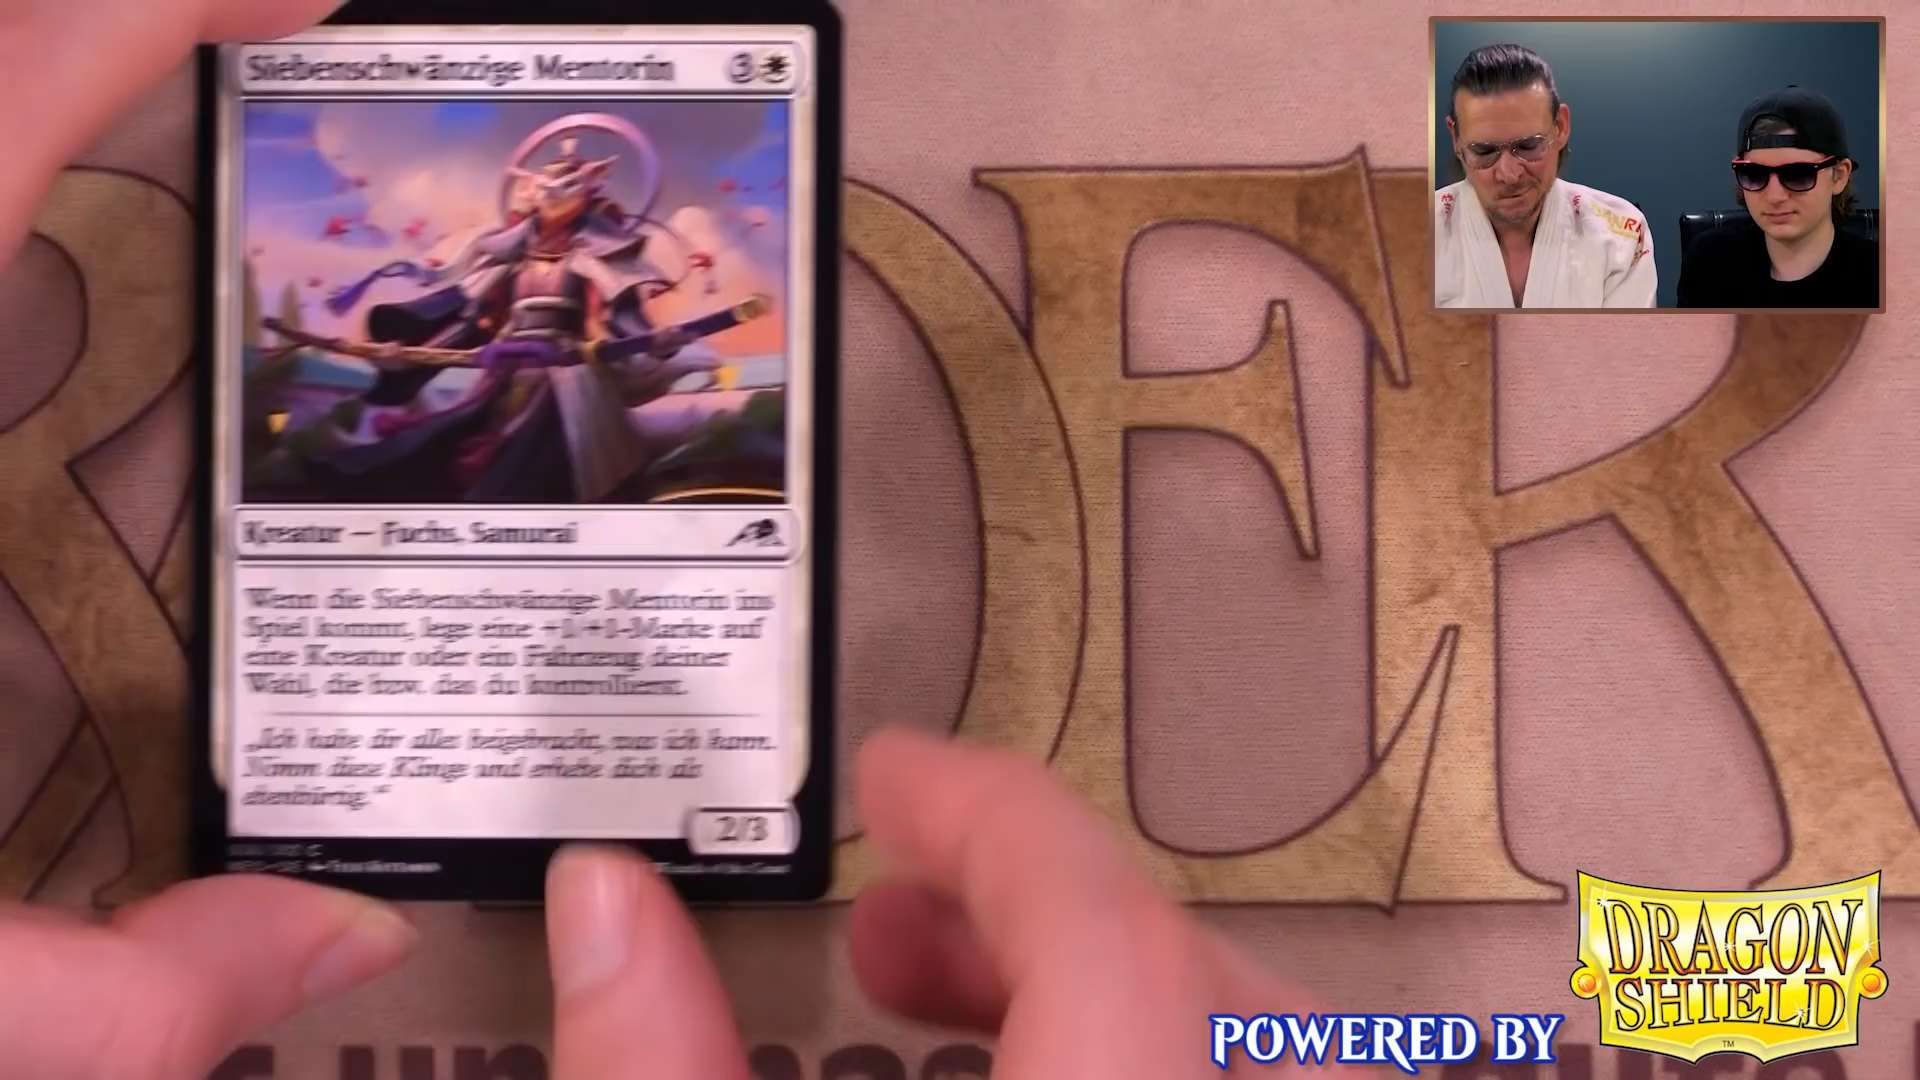 Siebenschwänzige Mentorin 3
Kreatur – Fuchs, Samurai
Wenn die Siebenschwänzige Mentorin ins
Spiel kommt, lege eine +1/+1-Marke auf
eine Kreatur oder ein Fahrzeug deiner
Wahl, die bzw. das du kontrollierst.
„Ich habe dir alles beigebracht, was ich kann.
Nimm diese Klinge und erhebe dich als
ebenbürtig.“
2/3
DER
POWERED BY
DRAGON
SHIELD
TM